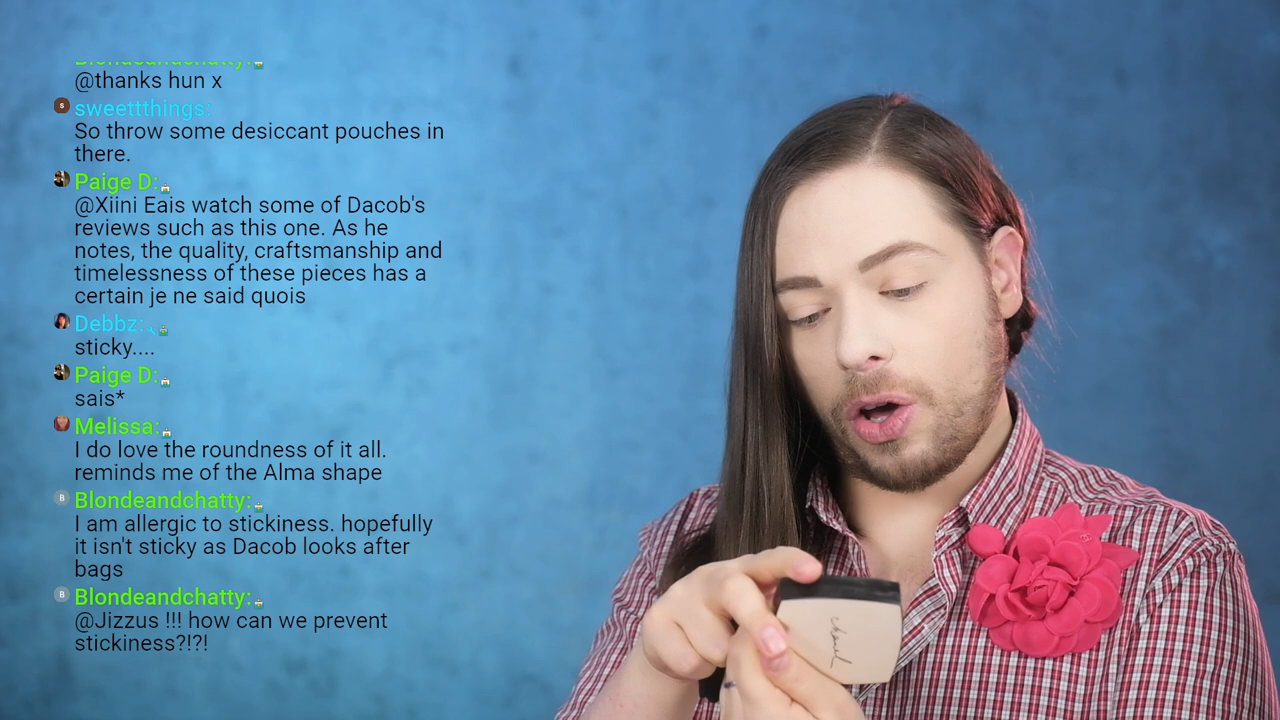 Blondeandchatty:
@thanks hun x
sweettthings:
So throw some desiccant pouches in
there.
Paige D:
@Xiini Eais watch some of Dacob's
reviews such as this one. As he
notes, the quality, craftsmanship and
timelessness of these pieces has a
certain je ne said quois
Debbz:
sticky....
Paige D:
sais*
Melissa:
I do love the roundness of it all.
reminds me of the Alma shape
Blondeandchatty:
I am allergic to stickiness. hopefully
it isn't sticky as Dacob looks after
bags
Blondeandchatty:
@Jizzus !!! how can we prevent
stickiness?!?!
chanel